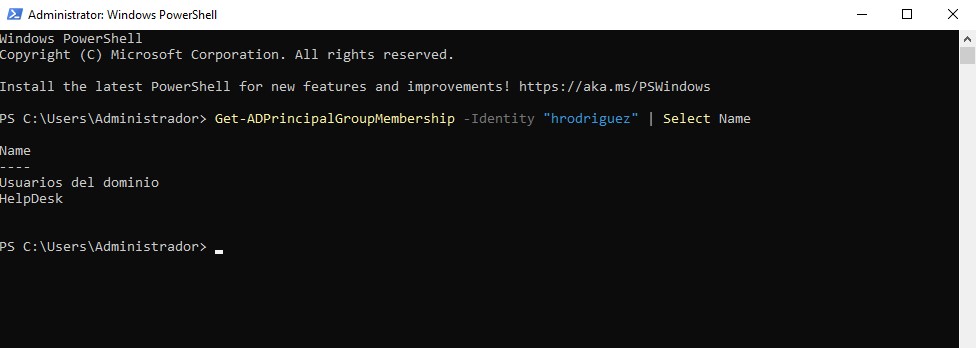 Administrator: Windows PowerShell
Windows PowerShell
Copyright (C) Microsoft Corporation. All rights reserved.
Install the latest PowerShell for new features and improvements! https://aka.ms/PSWindows
PS C:\Users\Administrador> Get-ADPrincipalGroupMembership -Identity "hrodriguez" | Select Name
Name
----
Usuarios del dominio
HelpDesk
PS C:\Users\Administrador>